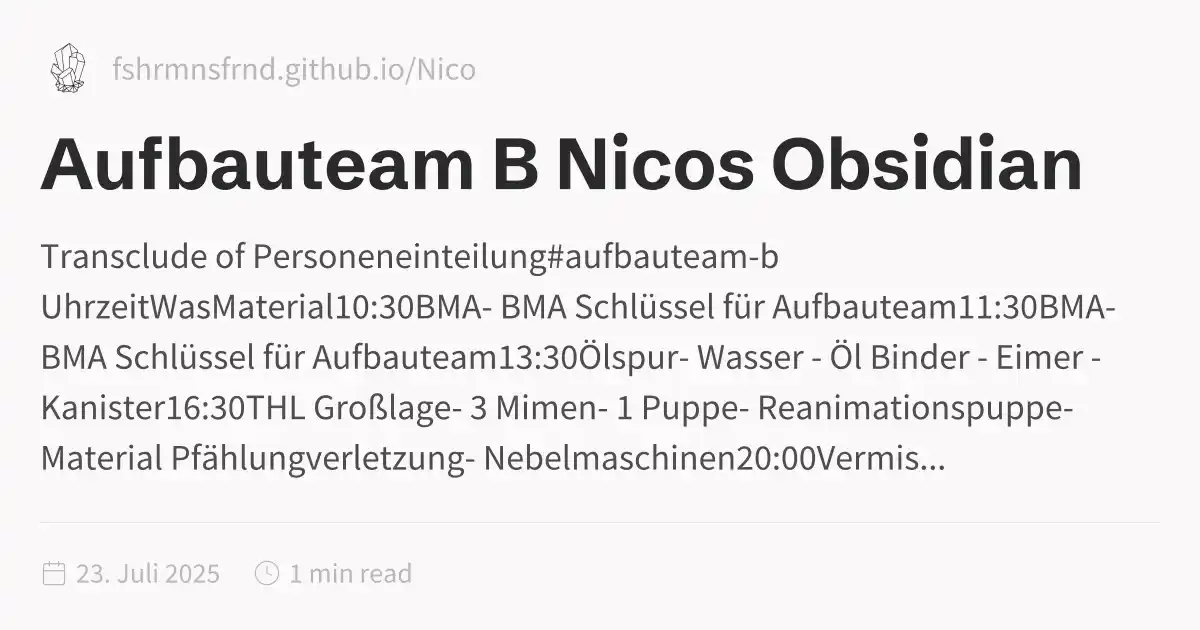 fshrmnsfrnd.github.io/Nico
Aufbauteam B Nicos Obsidian
Transclude of Personeneinteilung#aufbauteam-b
UhrzeitWasMaterial10:30BMA- BMA Schlüssel für Aufbauteam11:30BMA-
BMA Schlüssel für Aufbauteam13:30Ölspur- Wasser - Öl Binder - Eimer -
Kanister16:30THL Großlage- 3 Mimen- 1 Puppe- Reanimationspuppe-
Material Pfählungverletzung- Nebelmaschinen20:00Vermis...
23. Juli 2025 1 min read